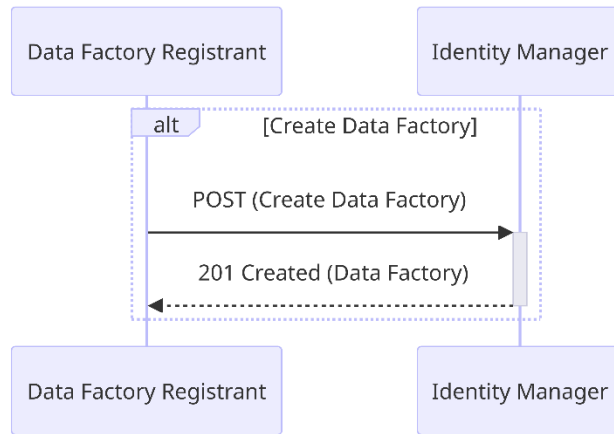 Data Factory Registrant
Identity Manager
alt
[Create Data Factory]
POST (Create Data Factory)
201 Created (Data Factory)
Data Factory Registrant
Identity Manager